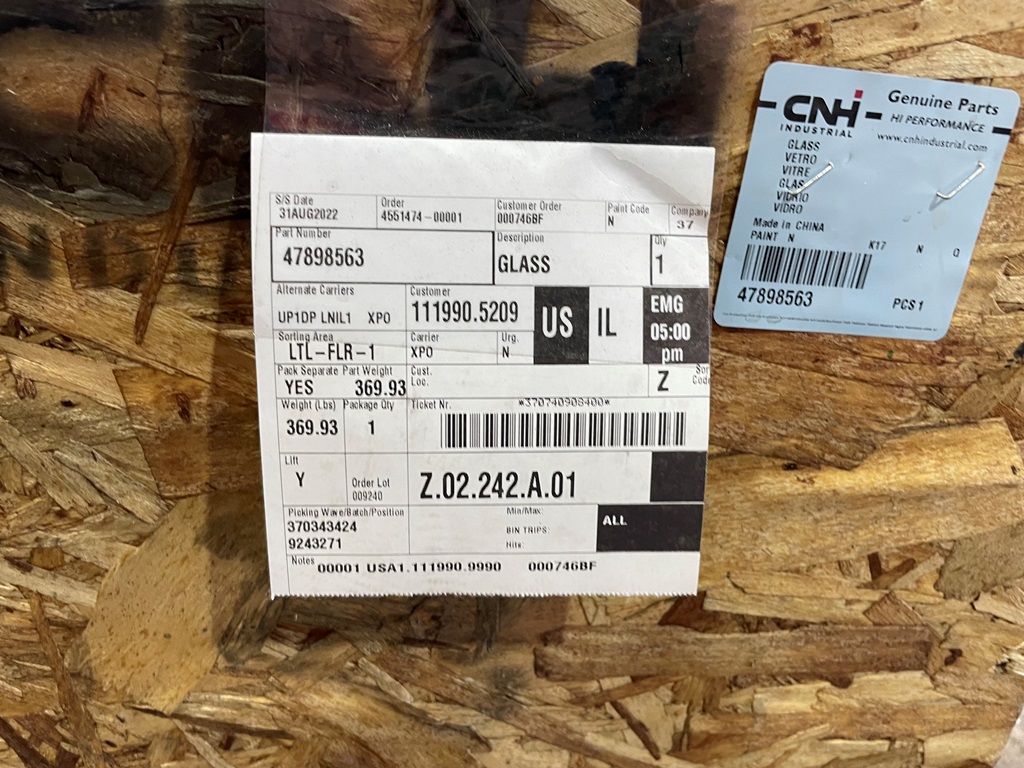 S/S Date
31AUG2022
Order
4551474-00001
Customer Order
000746BF
Paint Code
N
Company
37
Part Number
47898563
Description
GLASS
Qty
1
Alternate Carriers
UP1DP LNIL1 XPO
Customer
111990.5209
US
IL
EMG
05:00
pm
Sorting Area
LTL-FLR-1
Carrier
XPO
Urg.
N
Pack Separate
YES
Part Weight
369.93
Cust.
Loc.
Z
Code
Weight (Lbs)
369.93
Package Qty
1
Ticket Nr.
*370740908400*
Lift
Y
Order Lot
009240
Z.02.242.A.01
Picking Wave/Batch/Position
370343424
9243271
Min/Max:
BIN TRIPS:
Hits:
ALL
Notes
00001 USA1.111990.9990 000746BF
CNH
INDUSTRIAL
Genuine Parts
HI PERFORMANCE
www.cnhindustrial.com
GLASS
VETRO
VITRE
GLAS
VIDRIO
VIDRO
Made in CHINA
PAINT N
K17 N Q
47898563
PCS 1